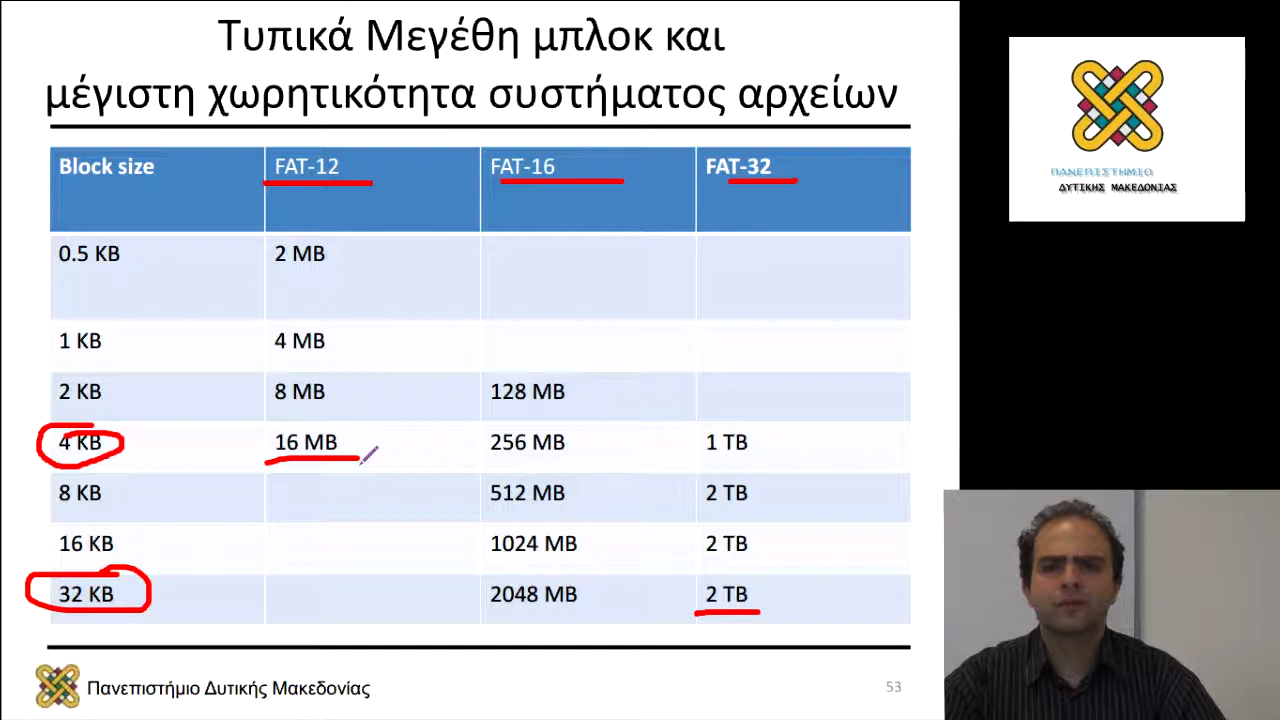 Τυπικά Μεγέθη μπλοκ και
μέγιστη χωρητικότητα συστήματος αρχείων
Block size FAT-12 FAT-16 FAT-32
0.5 KB 2 MB
1 KB 4 MB
2 KB 8 MB 128 MB
4 KB 16 MB 256 MB 1 TB
8 KB 512 MB 2 TB
16 KB 1024 MB 2 TB
32 KB 2048 MB 2 TB
Πανεπιστήμιο Δυτικής Μακεδονίας
53
ΠΑΝΕΠΙΣΤΗΜΙΟ
ΔΥΤΙΚΗΣ ΜΑΚΕΔΟΝΙΑΣ